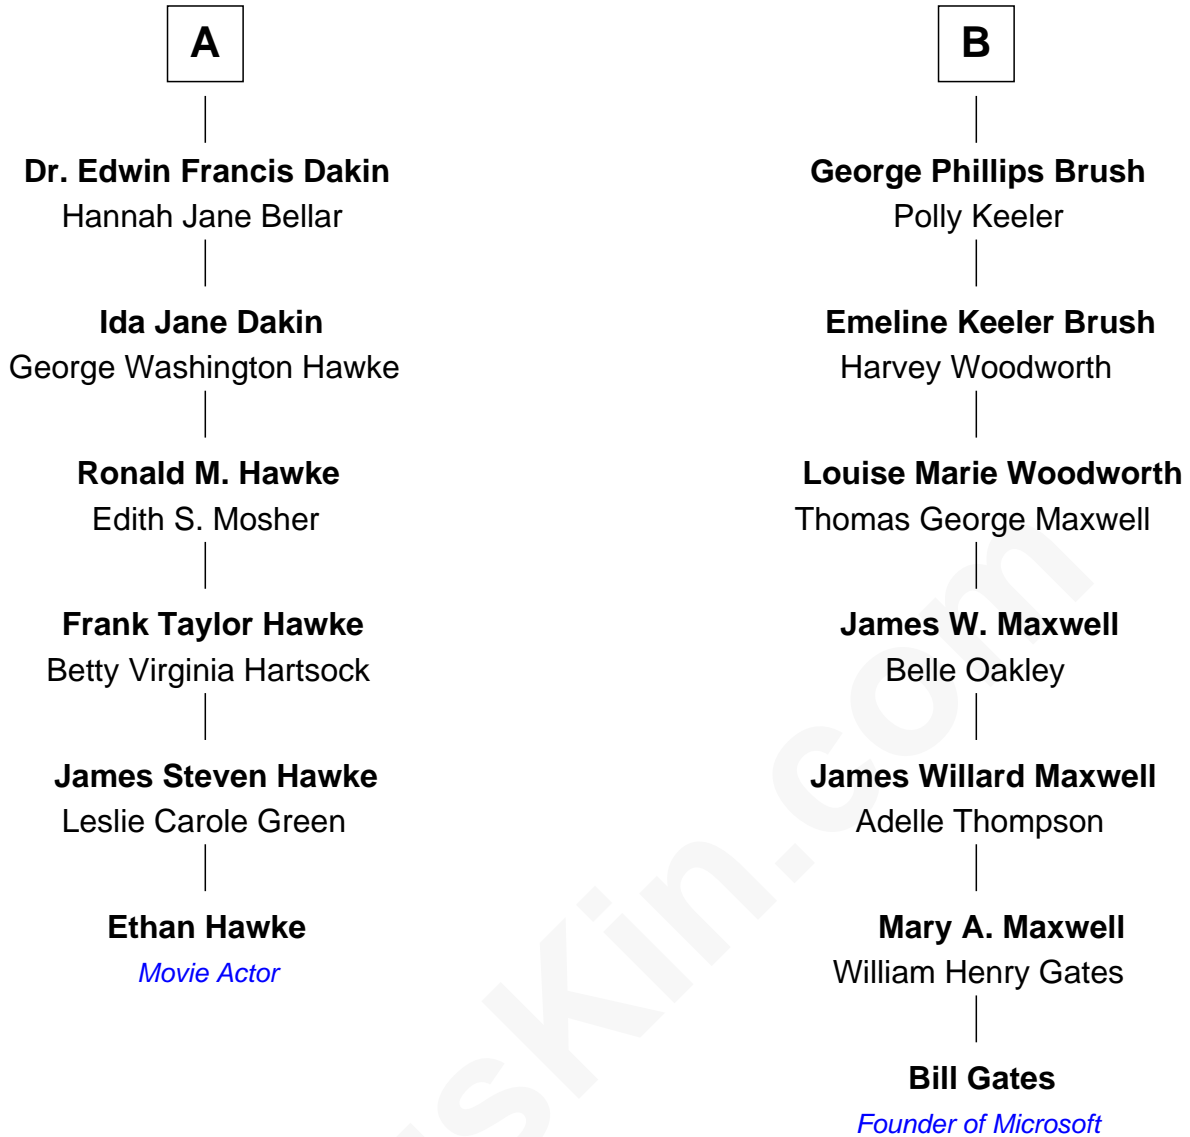 A
Dr. Edwin Francis Dakin
Hannah Jane Bellar
Ida Jane Dakin
George Washington Hawke
Ronald M. Hawke
Edith S. Mosher
Frank Taylor Hawke
Betty Virginia Hartsock
James Steven Hawke
Leslie Carole Green
Ethan Hawke
Movie Actor
B
George Phillips Brush
Polly Keeler
Emeline Keeler Brush
Harvey Woodworth
Louise Marie Woodworth
Thomas George Maxwell
James W. Maxwell
Belle Oakley
James Willard Maxwell
Adelle Thompson
Mary A. Maxwell
William Henry Gates
Bill Gates
Founder of Microsoft
sKin.com